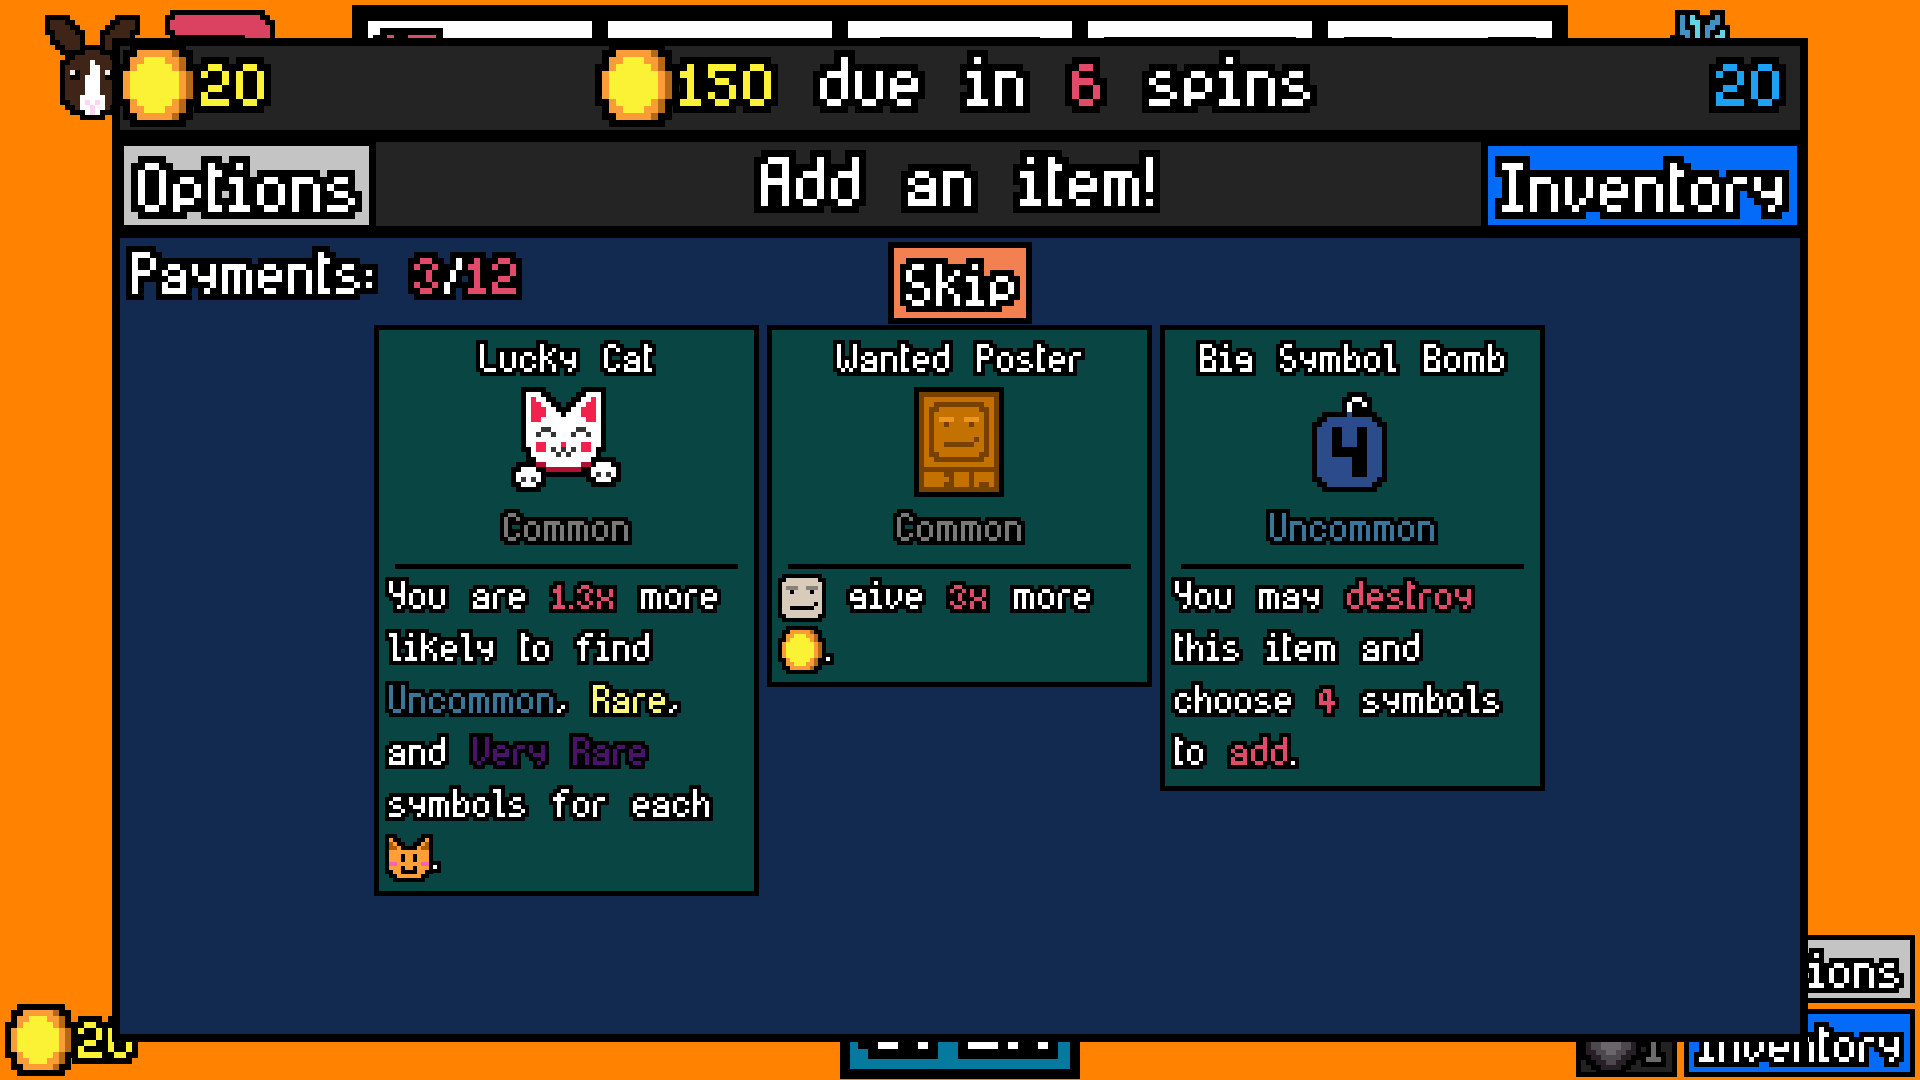 20 150 due in 6 spins 20
Options Add an item! Inventory
Payments: 3/12
Skip
Lucky Cat
Common
You are 1.3x more
likely to find
Uncommon, Rare,
and Very Rare
symbols for each
.
Wanted Poster
Common
give 3x more
.
Big Symbol Bomb
4
Uncommon
You may destroy
this item and
choose 4 symbols
to add.
ions
20
1
Inventory